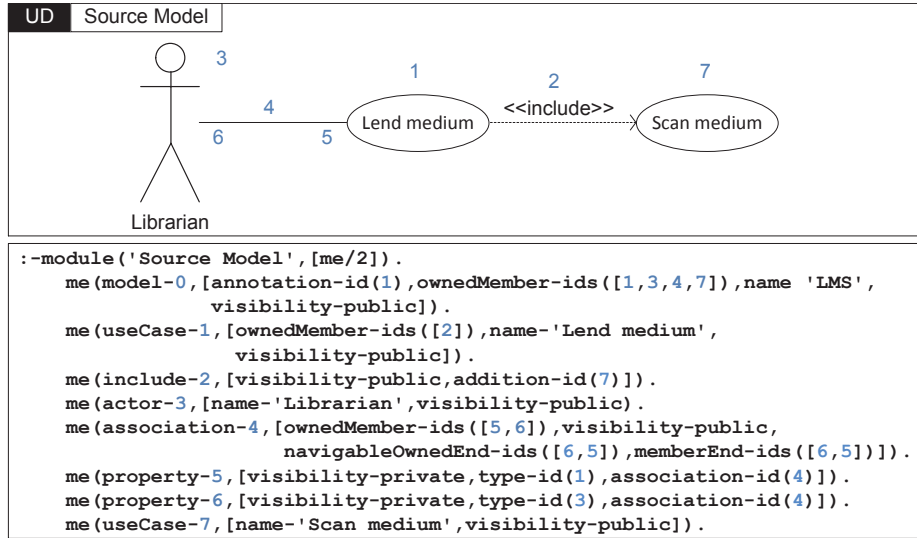 UD Source Model
3
1
2
7
4
<<include>>
Lend medium
Scan medium
6
5
Librarian
:-module('Source Model',[me/2]).
me(model-0,[annotation-id(1),ownedMember-ids([1,3,4,7]),name 'LMS',
visibility-public]).
me(useCase-1,[ownedMember-ids([2]),name-'Lend medium',
visibility-public]).
me(include-2,[visibility-public,addition-id(7)]).
me(actor-3,[name-'Librarian',visibility-public).
me(association-4,[ownedMember-ids([5,6]),visibility-public,
navigableOwnedEnd-ids([6,5]),memberEnd-ids([6,5])]).
me(property-5,[visibility-private,type-id(1),association-id(4)]).
me(property-6,[visibility-private,type-id(3),association-id(4)]).
me(useCase-7,[name-'Scan medium',visibility-public]).